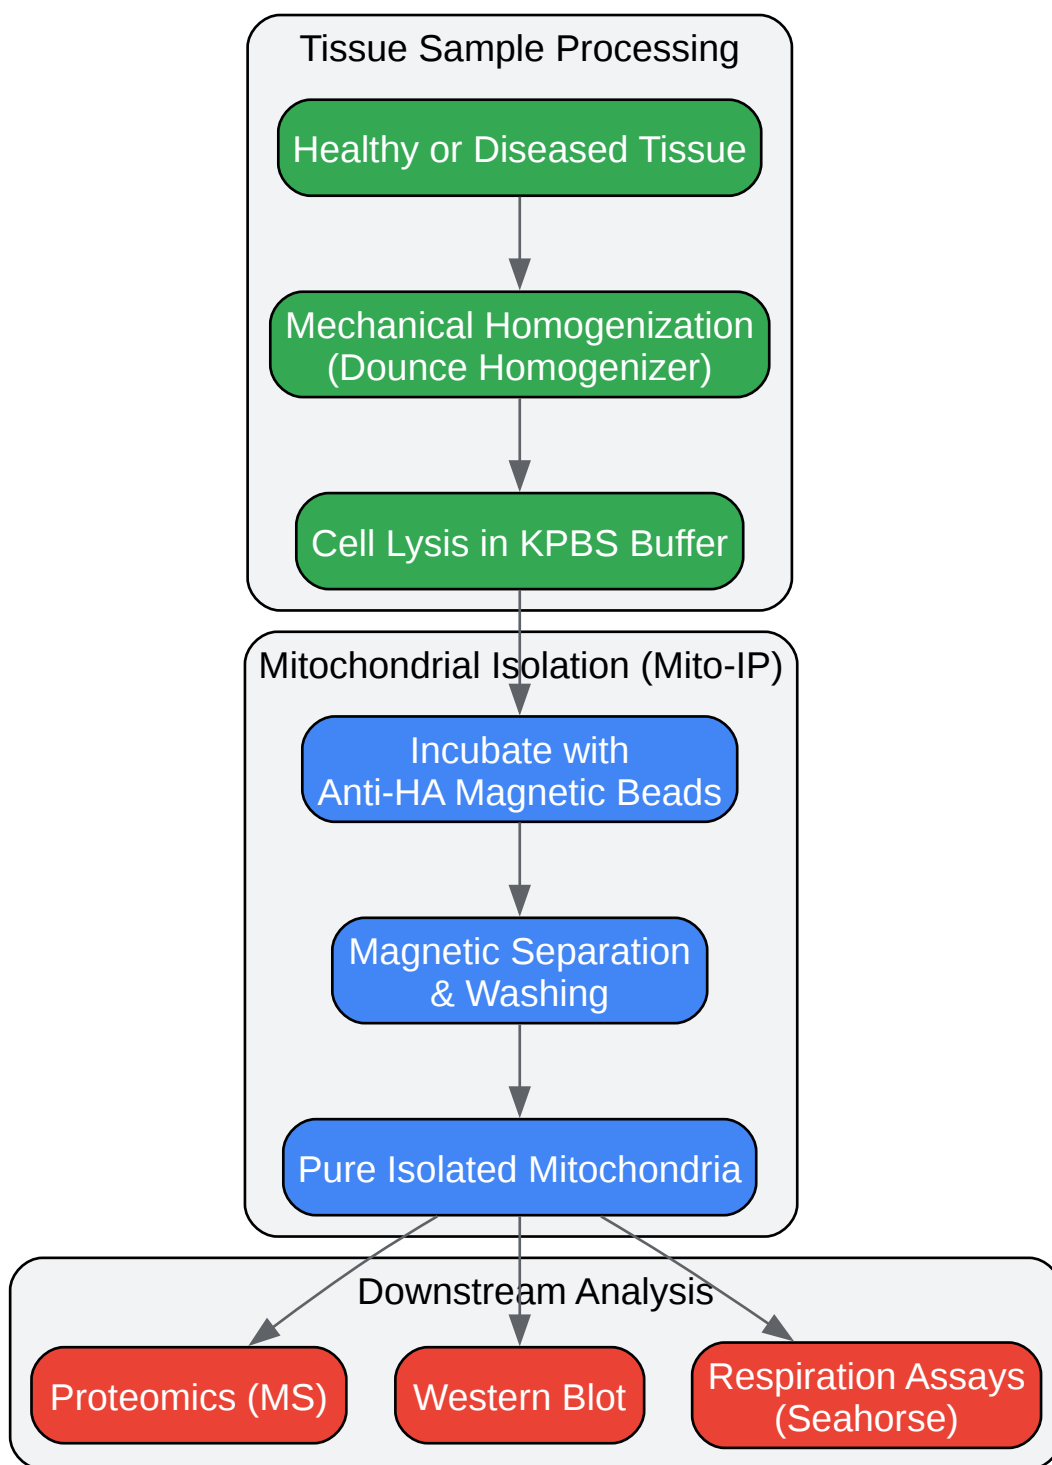 Tissue Sample Processing
Healthy or Diseased Tissue
Mechanical Homogenization
(Dounce Homogenizer)
Cell Lysis in KPBS Buffer
Mitochondrial Isolation (Mito-IP)
Incubate with
Anti-HA Magnetic Beads
Magnetic Separation
& Washing
Pure Isolated Mitochondria
Downstream Analysis
Proteomics (MS)
Western Blot
Respiration Assays
(Seahorse)